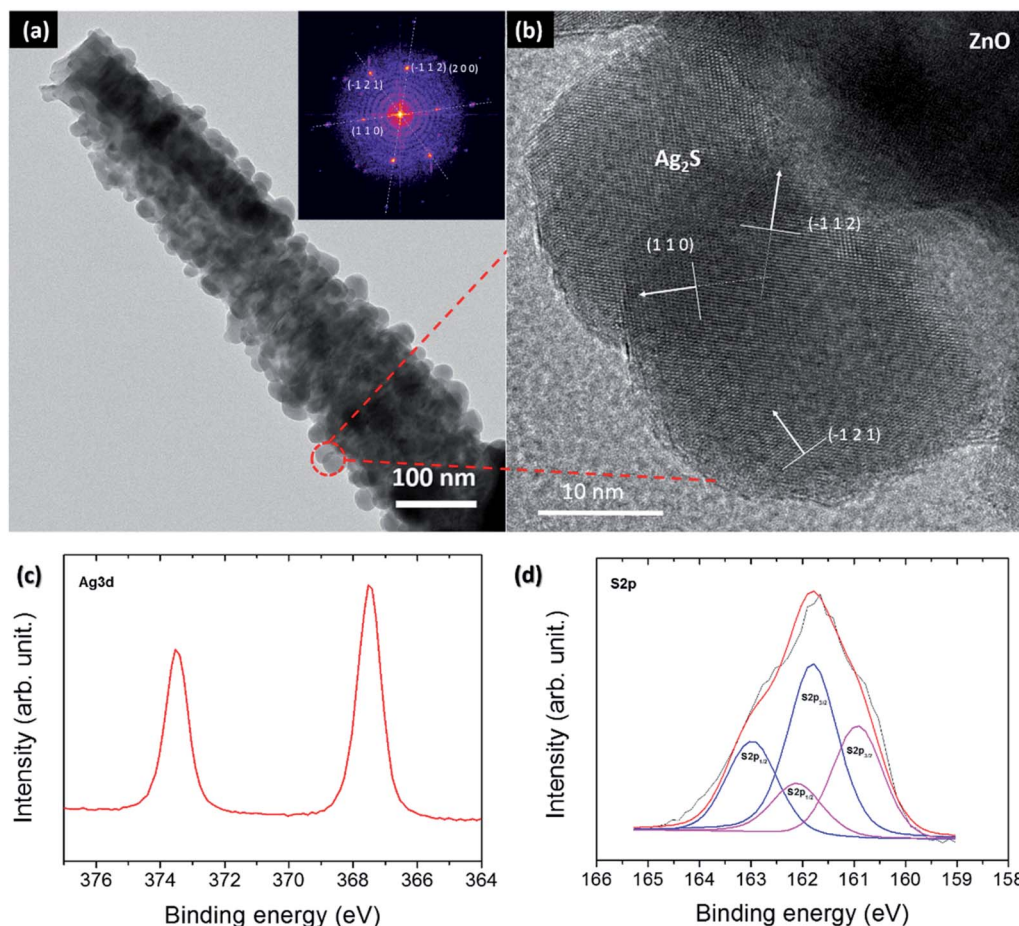 (a)
(-1 2 1)
(-1 1 2)
(2 0 0)
(1 1 0)
100 nm
(b)
ZnO
Ag₂S
(-1 1 2)
(1 1 0)
(-1 2 1)
10 nm
(c)
Ag3d
Intensity (arb. unit.)
376 374 372 370 368 366 364
Binding energy (eV)
(d)
S2p
Intensity (arb. unit.)
S2p₃/₂
S2p₁/₂
S2p₃/₂
S2p₁/₂
166 165 164 163 162 161 160 159 158
Binding energy (eV)